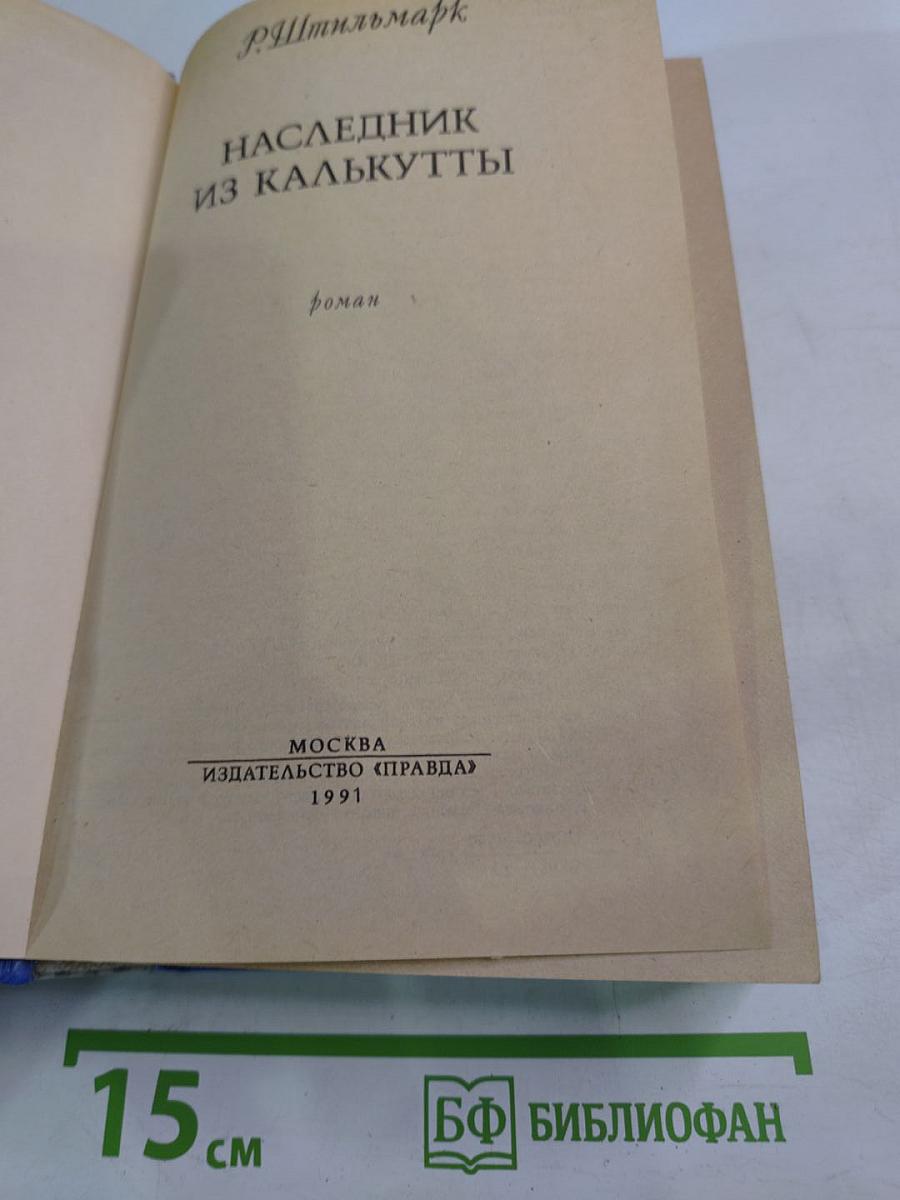 Р. Штильмарк
НАСЛЕДНИК
ИЗ КАЛЬКУТТЫ
роман
МОСКВА
ИЗДАТЕЛЬСТВО «ПРАВДА»
1991
15 см
БФ БИБЛИОФАН